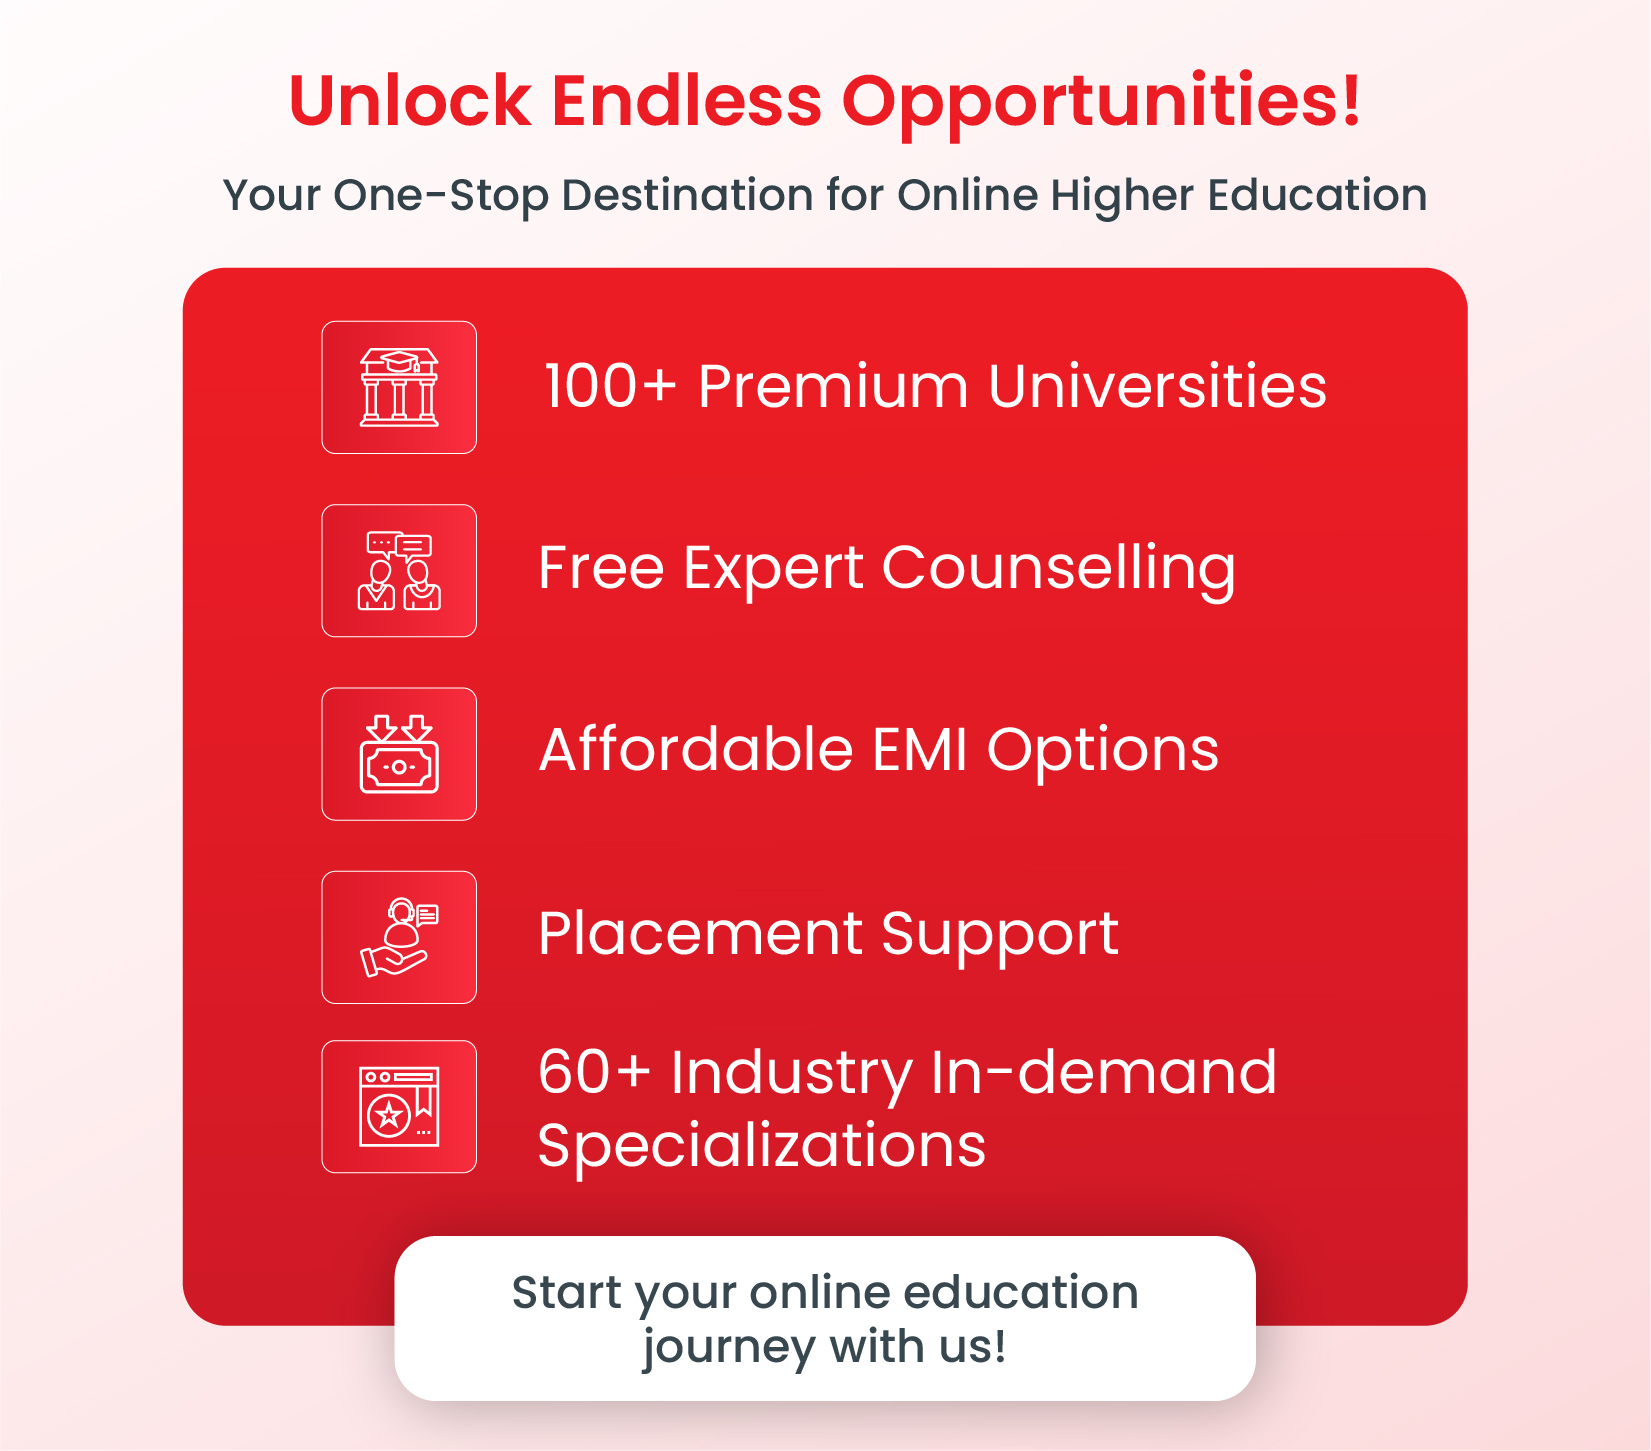 Unlock Endless Opportunities!
Your One-Stop Destination for Online Higher Education
100+ Premium Universities
Free Expert Counselling
Affordable EMI Options
Placement Support
60+ Industry In-demand
Specializations
Start your online education
journey with us!